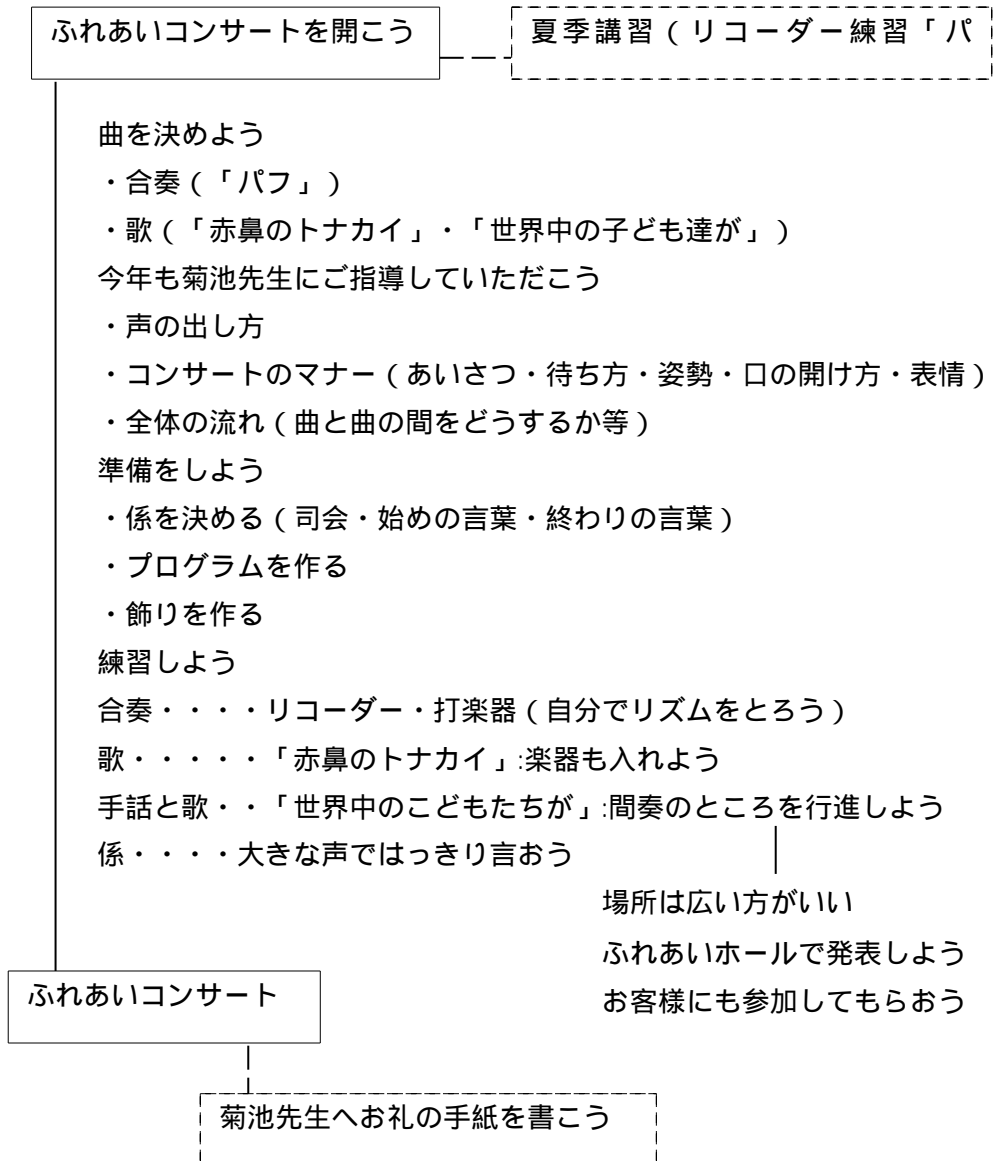 ふれあいコンサートを開こう
夏季講習(リコーダー練習「パ
曲を決めよう
・合奏(「パフ」)
・歌(「赤鼻のトナカイ」・「世界中の子ども達が」)
今年も菊池先生にご指導していただこう
・声の出し方
・コンサートのマナー(あいさつ・待ち方・姿勢・口の開け方・表情)
・全体の流れ(曲と曲の間をどうするか等)
準備をしよう
・係を決める(司会・始めの言葉・終わりの言葉)
・プログラムを作る
・飾りを作る
練習しよう
合奏・・・・リコーダー・打楽器(自分でリズムをとろう)
歌・・・・・「赤鼻のトナカイ」:楽器も入れよう
手話と歌・・「世界中のこどもたちが」:間奏のところを行進しよう
係・・・・大きな声ではっきり言おう
場所は広い方がいい
ふれあいホールで発表しよう
お客様にも参加してもらおう
ふれあいコンサート
菊池先生へお礼の手紙を書こう